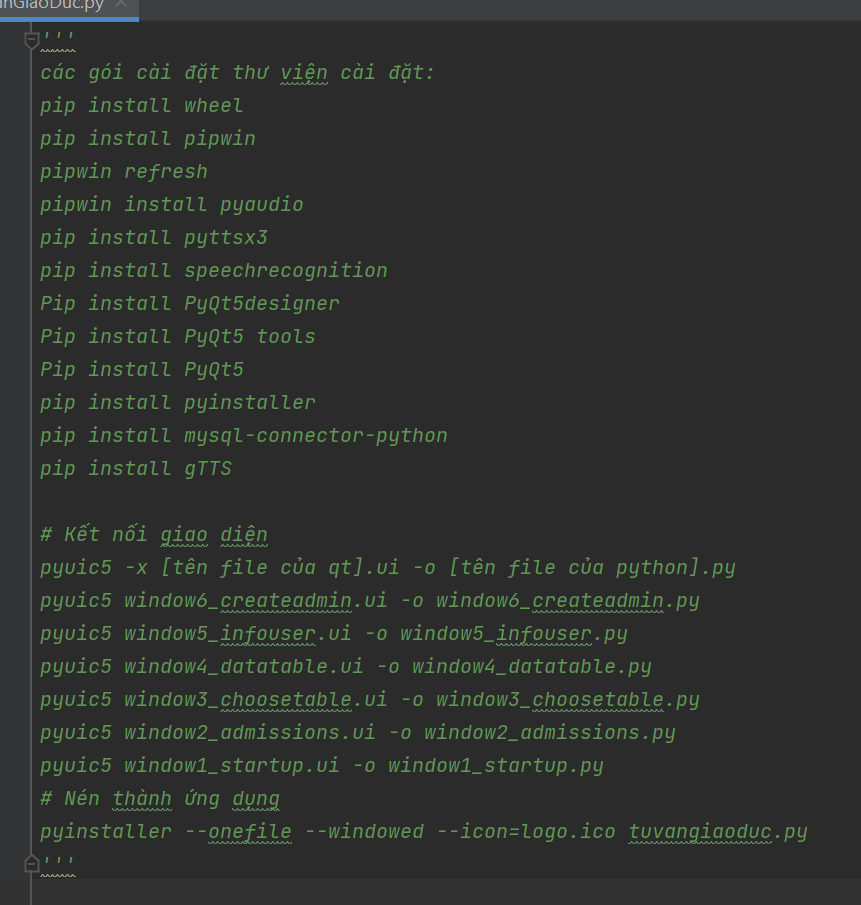 anGiaoDuc.py
'''
các gói cài đặt thư viện cài đặt:
pip install wheel
pip install pipwin
pipwin refresh
pipwin install pyaudio
pip install pyttsx3
pip install speechrecognition
Pip install PyQt5designer
Pip install PyQt5 tools
Pip install PyQt5
pip install pyinstaller
pip install mysql-connector-python
pip install gTTS
# Kết nối giao diện
pyuic5 -x [tên file của qt].ui -o [tên file của python].py
pyuic5 window6_createadmin.ui -o window6_createadmin.py
pyuic5 window5_infouser.ui -o window5_infouser.py
pyuic5 window4_datatable.ui -o window4_datatable.py
pyuic5 window3_choosetable.ui -o window3_choosetable.py
pyuic5 window2_admissions.ui -o window2_admissions.py
pyuic5 window1_startup.ui -o window1_startup.py
# Nén thành ứng dụng
pyinstaller --onefile --windowed --icon=logo.ico tuvangiaoduc.py
'''